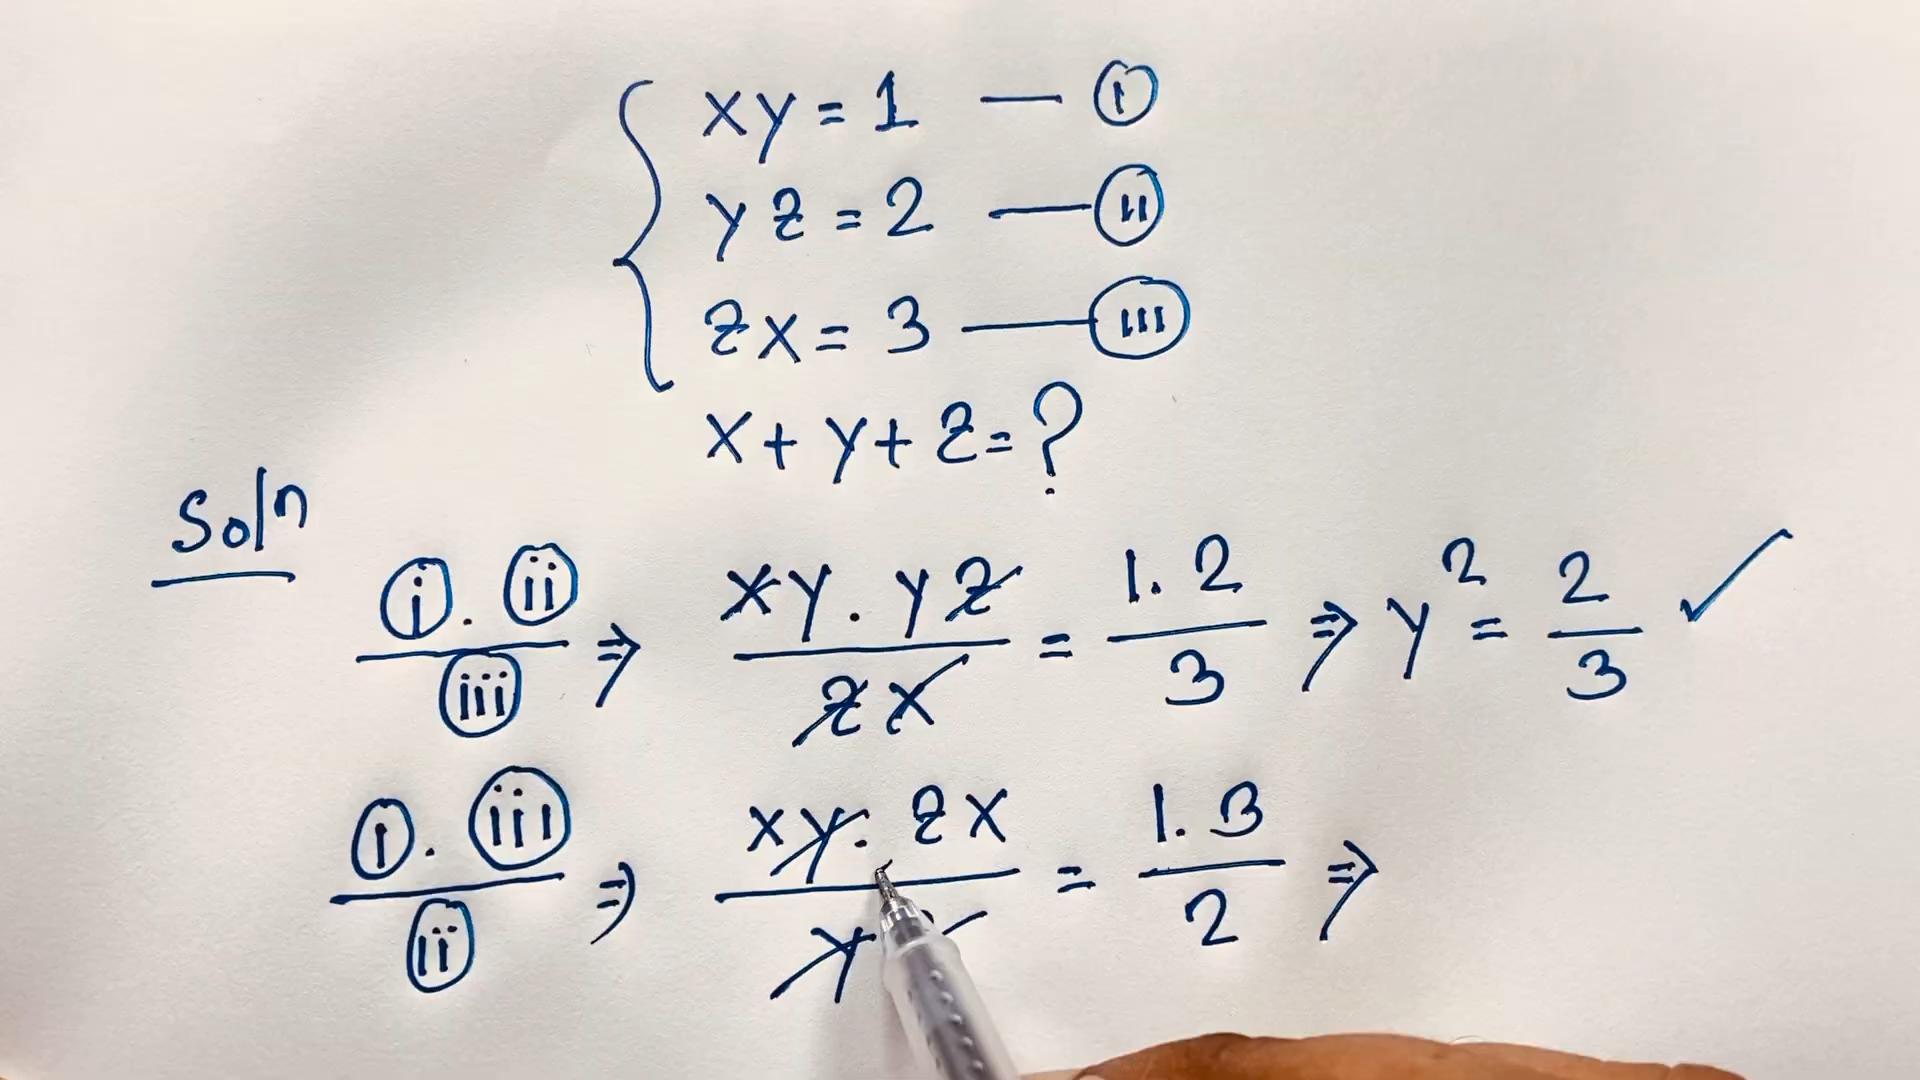 xy = 1 — (i)
yz = 2 — (ii)
zx = 3 — (iii)
x + y + z = ?
Soln
(i) . (ii) / (iii) ⇒ xy . yz / zx = 1 . 2 / 3 ⇒ y² = 2/3 ✓
(i) . (iii) / (ii) ⇒ xy . zx / y = 1 . 3 / 2 ⇒